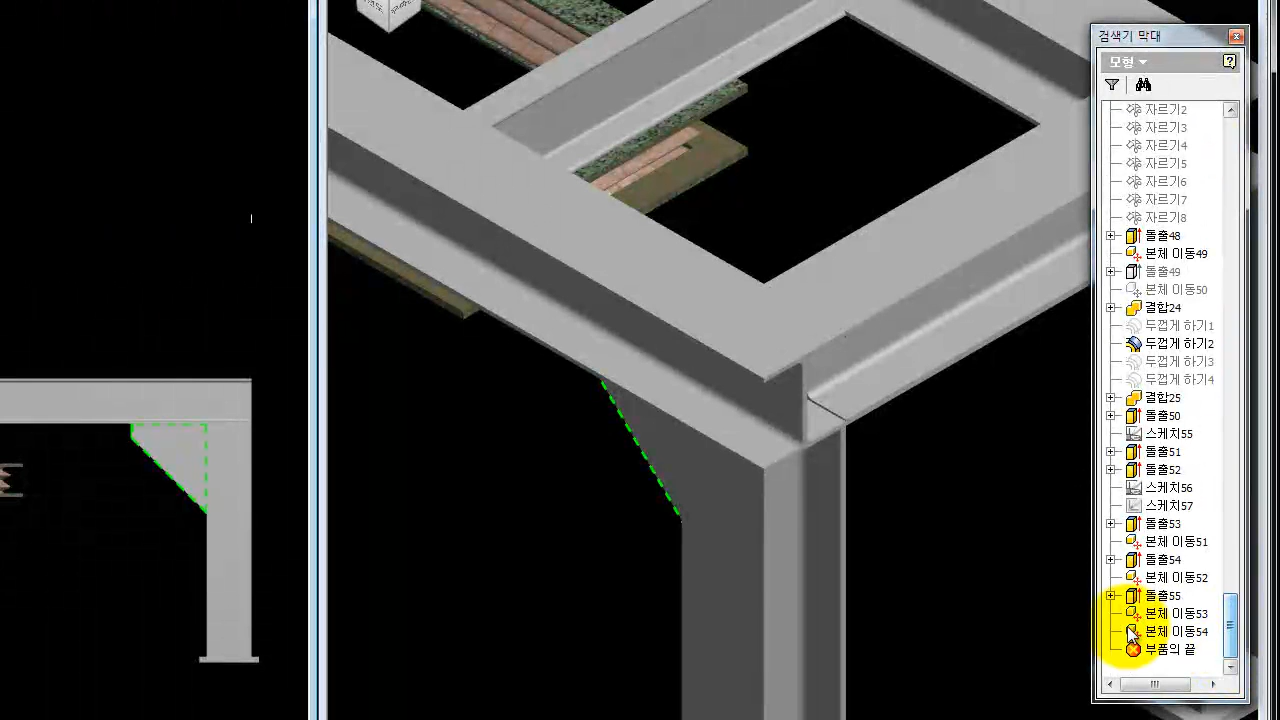 검색기 막대
모형
자르기2
자르기3
자르기4
자르기5
자르기6
자르기7
자르기8
돌출48
본체 이동49
돌출49
본체 이동50
결합24
두껍게 하기1
두껍게 하기2
두껍게 하기3
두껍게 하기4
결합25
돌출50
스케치55
돌출51
돌출52
스케치56
스케치57
돌출53
본체 이동51
돌출54
본체 이동52
돌출55
본체 이동53
본체 이동54
부품의 끝